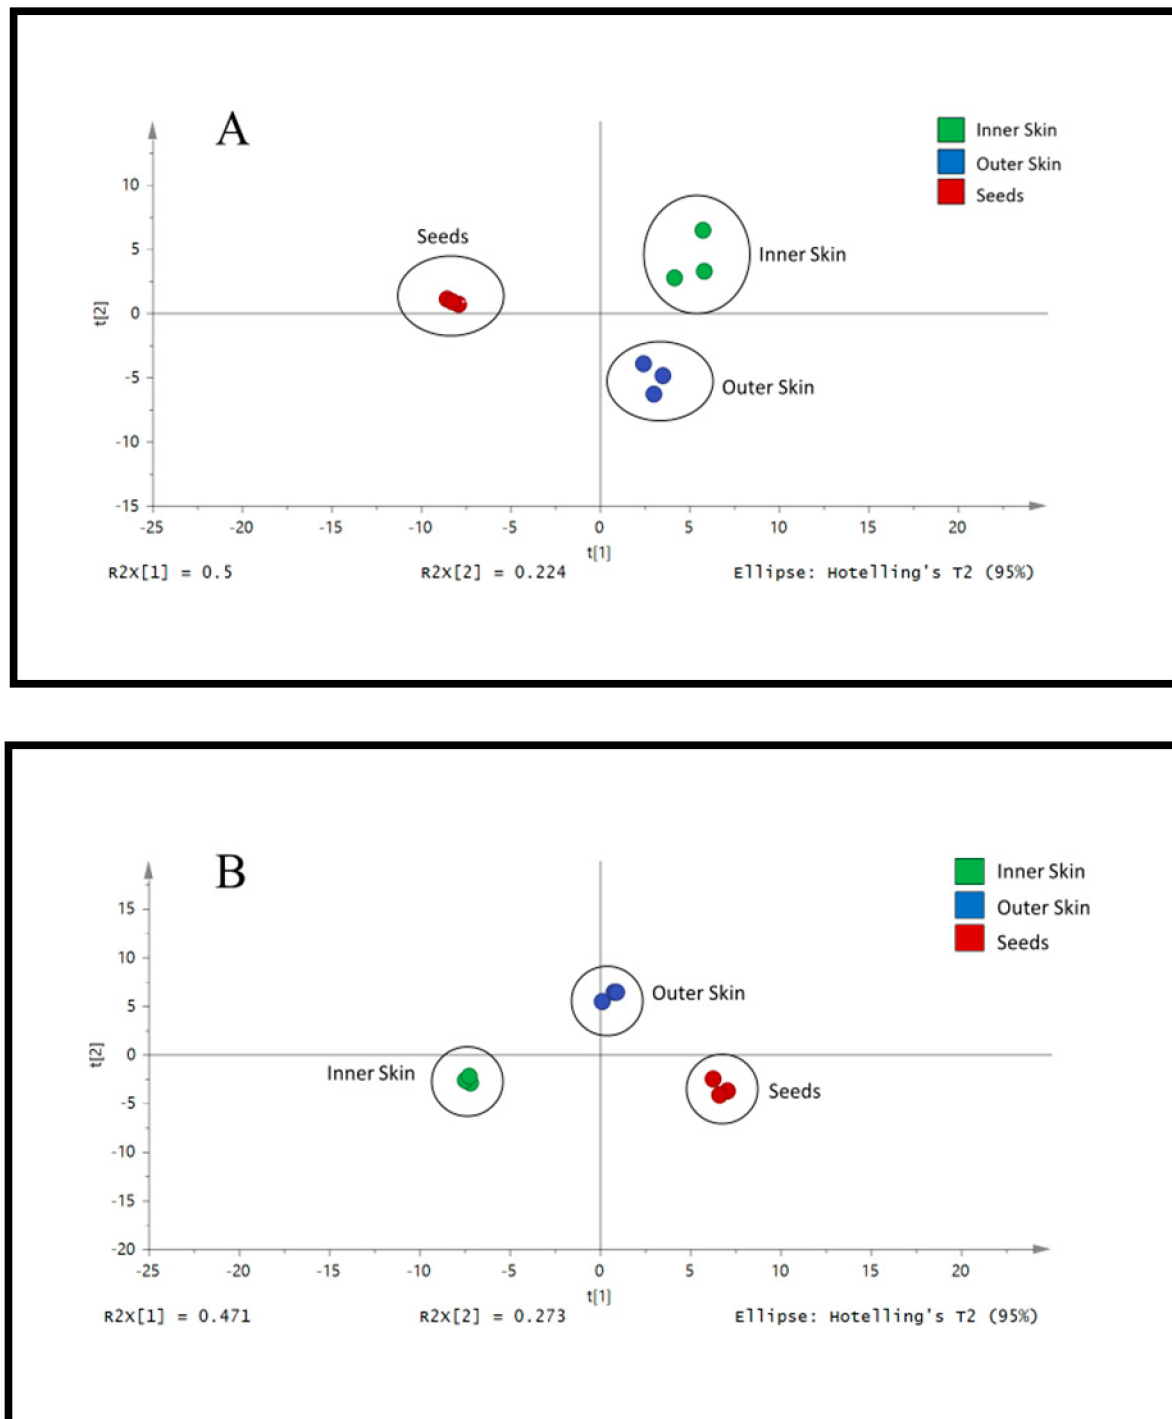 A
Inner Skin
Outer Skin
Seeds
Seeds
Inner Skin
Outer Skin
10
5
0
-5
-10
-15
t[2]
-25 -20 -15 -10 -5 0 5 10 15 20
t[1]
R2X[1] = 0.5 R2X[2] = 0.224 Ellipse: Hotelling's T2 (95%)
B
Inner Skin
Outer Skin
Seeds
Outer Skin
Inner Skin
Seeds
15
10
5
0
-5
-10
-15
-20
t[2]
-25 -20 -15 -10 -5 0 5 10 15 20
t[1]
R2X[1] = 0.471 R2X[2] = 0.273 Ellipse: Hotelling's T2 (95%)